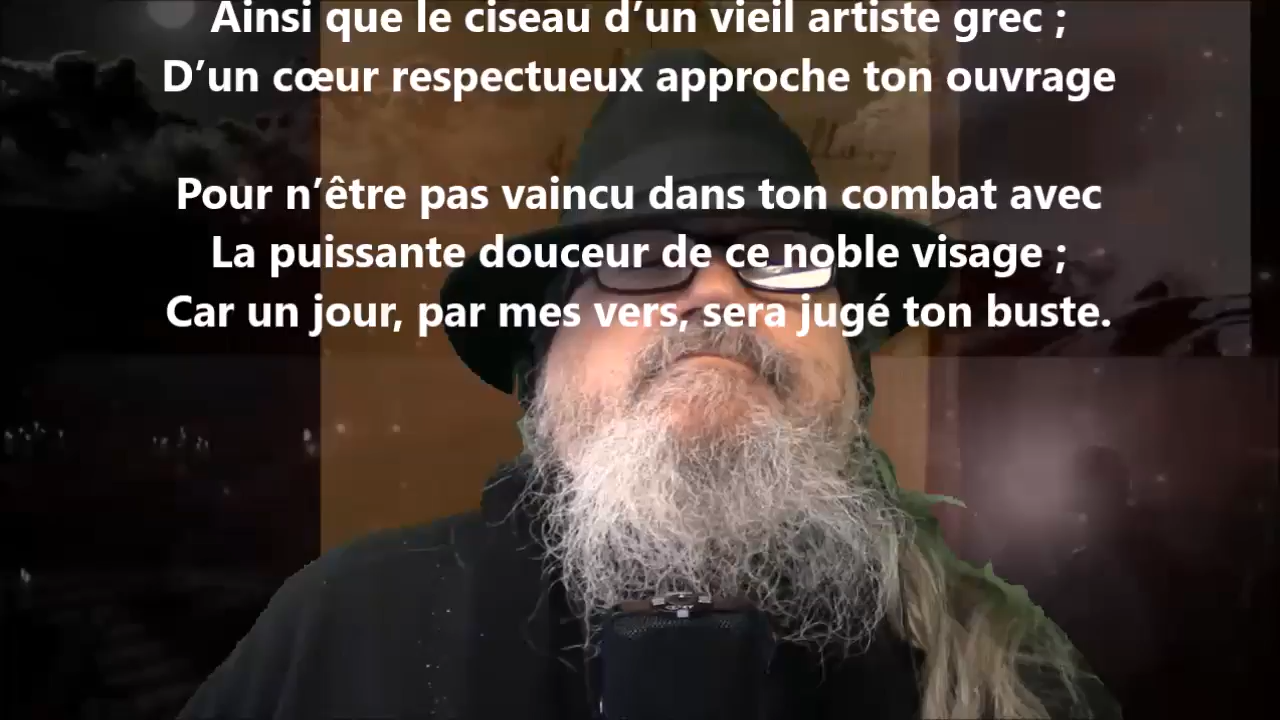 Ainsi que le ciseau d’un vieil artiste grec ;
D’un cœur respectueux approche ton ouvrage
Pour n’être pas vaincu dans ton combat avec
La puissante douceur de ce noble visage ;
Car un jour, par mes vers, sera jugé ton buste.